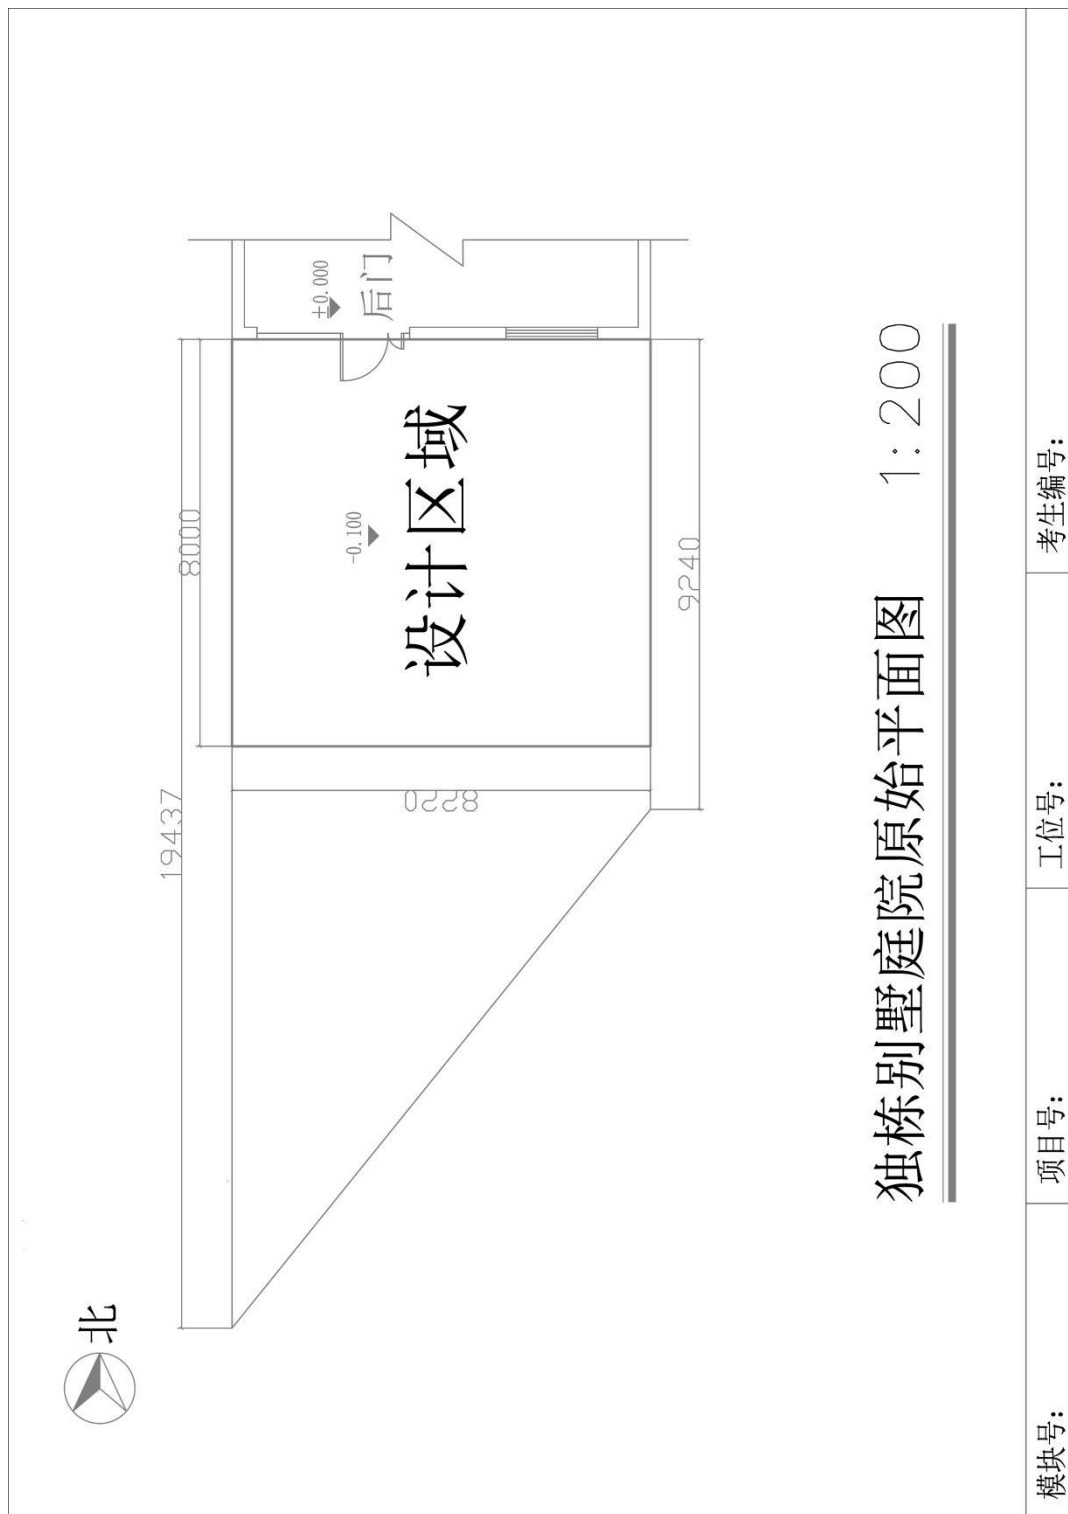 北
19437
8000
8220
9240
±0.000
后门
-0.100
设计区域
独栋别墅庭院原始平面图 1:200
模块号:
项目号:
工位号:
考生编号: